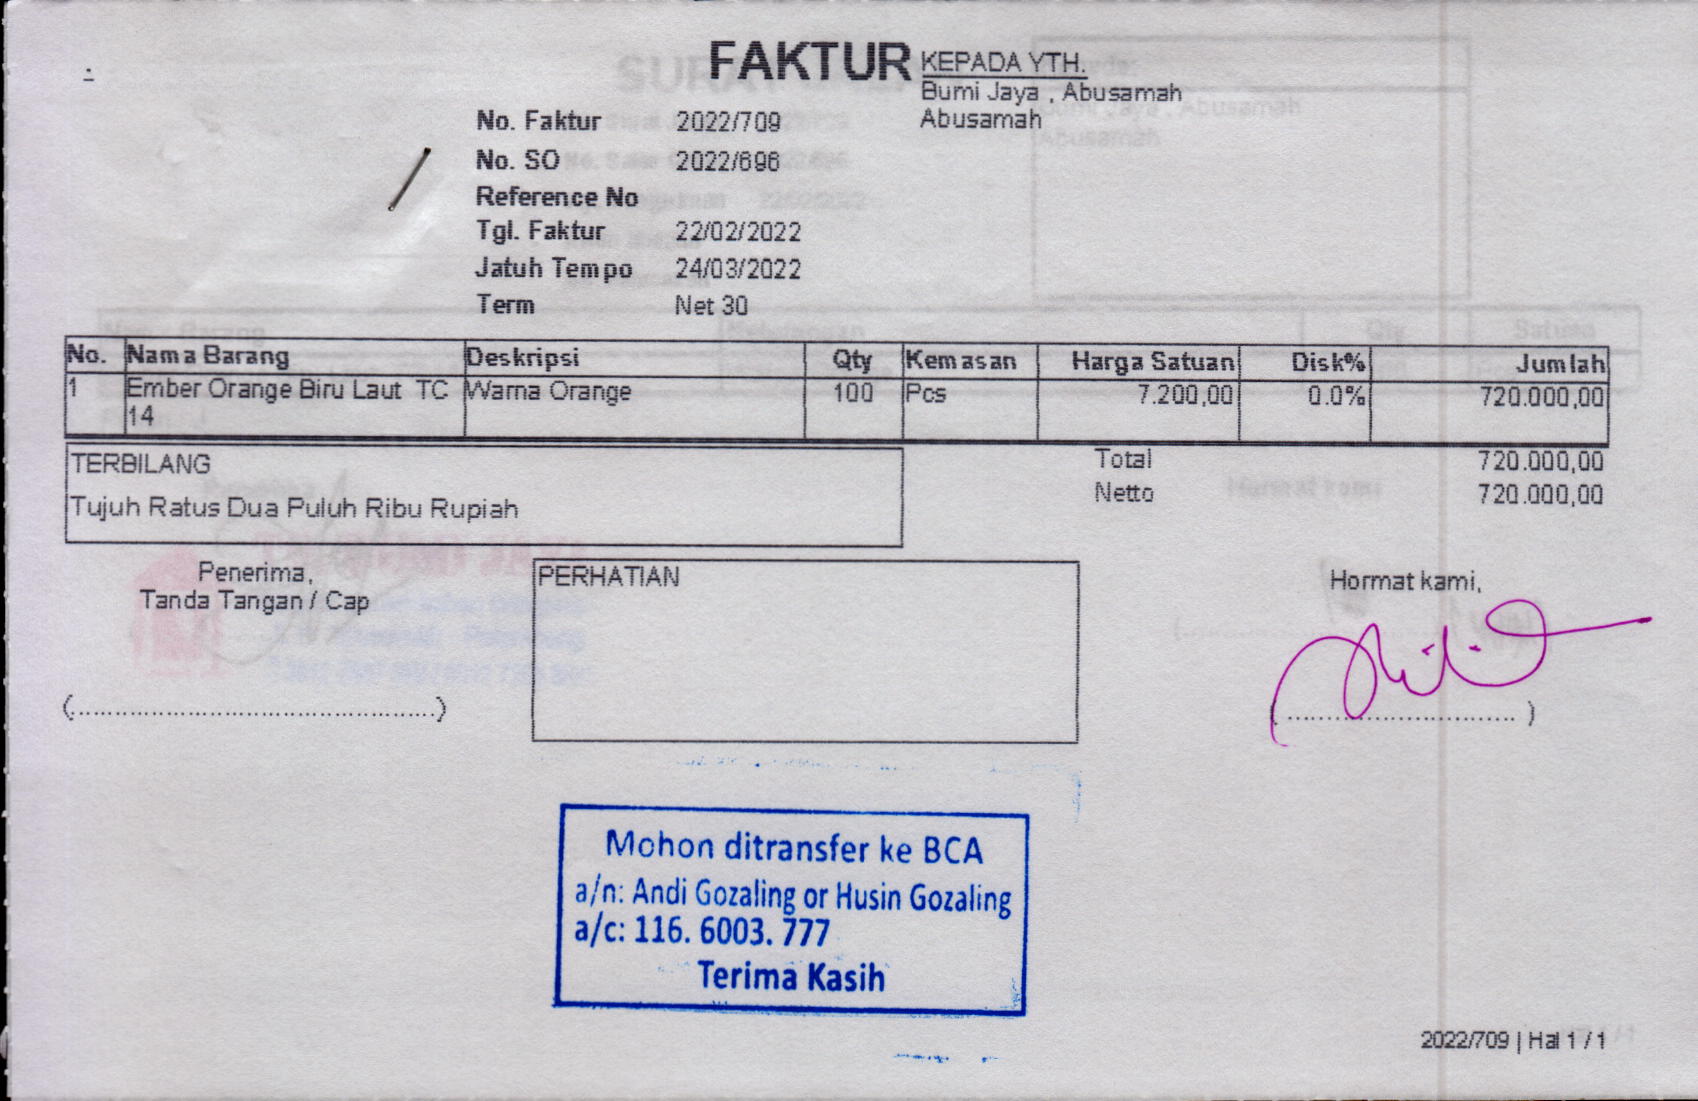 FAKTUR
KEPADA YTH.
Bumi Jaya , Abusamah
Abusamah
No. Faktur 2022/709
No. SO 2022/696
Reference No
Tgl. Faktur 22/02/2022
Jatuh Tempo 24/03/2022
Term Net 30
No. Nama Barang Deskripsi Qty Kemasan Harga Satuan Disk% Jumlah
1 Ember Orange Biru Laut TC Warna Orange 100 Pcs 7.200,00 0.0% 720.000,00
14
TERBILANG
Tujuh Ratus Dua Puluh Ribu Rupiah
Total 720.000,00
Netto 720.000,00
Penerima,
Tanda Tangan / Cap
(..............................................)
PERHATIAN
Hormat kami,
(.............................. )
Mohon ditransfer ke BCA
a/n: Andi Gozaling or Husin Gozaling
a/c: 116. 6003. 777
Terima Kasih
2022/709 | Hal 1 / 1